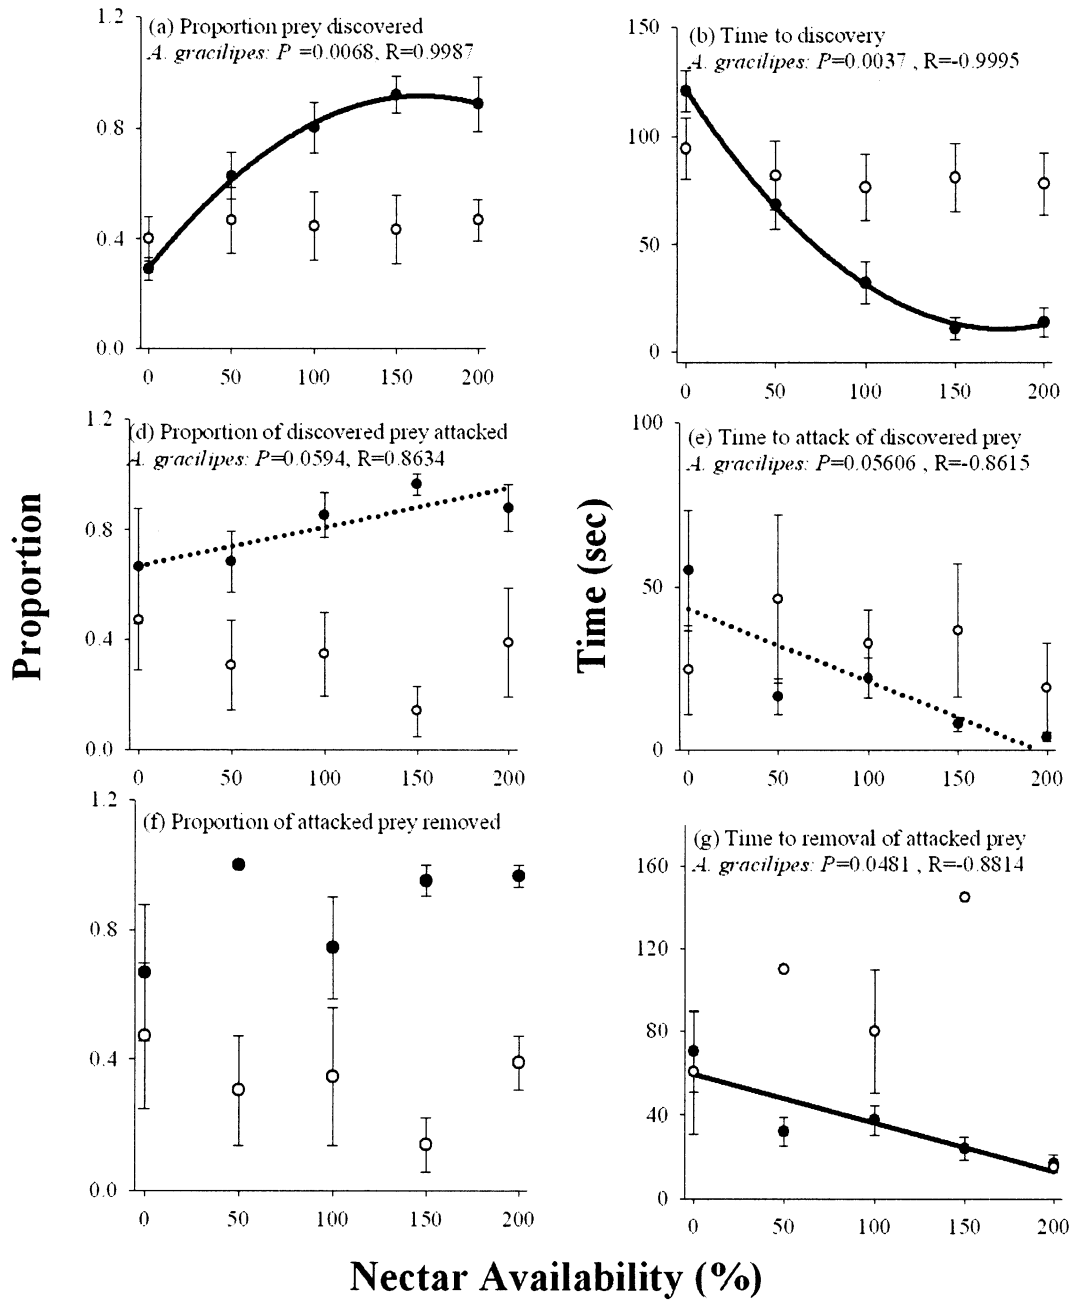 (a) Proportion prey discovered
A. gracilipes: P =0.0068, R=0.9987
1.2
0.8
0.4
0.0
0 50 100 150 200
(b) Time to discovery
A. gracilipes: P=0.0037 , R=-0.9995
150
100
50
0
0 50 100 150 200
(d) Proportion of discovered prey attacked
A. gracilipes: P=0.0594, R=0.8634
1.2
0.8
0.4
0.0
0 50 100 150 200
(e) Time to attack of discovered prey
A. gracilipes: P=0.05606 , R=-0.8615
100
50
0
0 50 100 150 200
Proportion
Time (sec)
(f) Proportion of attacked prey removed
1.2
0.8
0.4
0.0
0 50 100 150 200
(g) Time to removal of attacked prey
A. gracilipes: P=0.0481 , R=-0.8814
160
120
80
40
0
0 50 100 150 200
Nectar Availability (%)